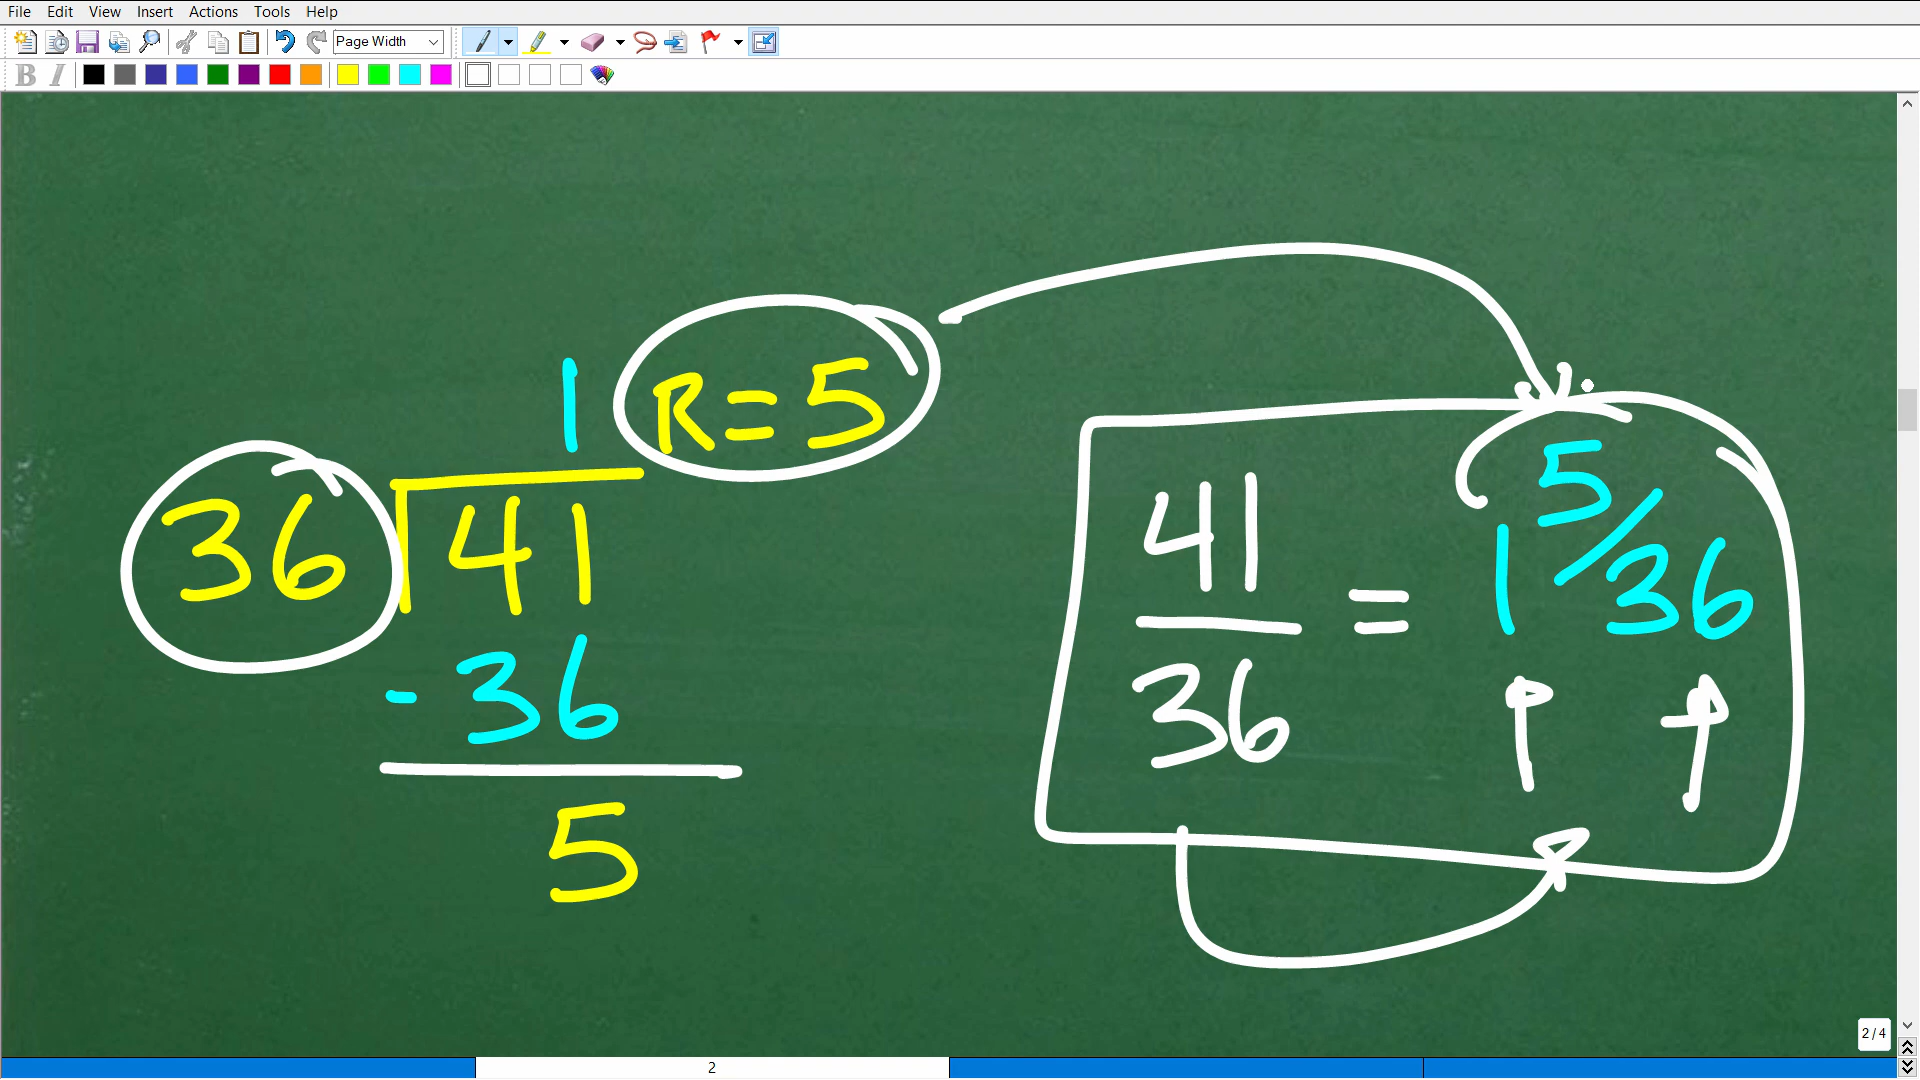 File Edit View Insert Actions Tools Help
Page Width
B I
1 R = 5
36 41
- 36
5
41
36
= 1 5/36
2 / 4
2